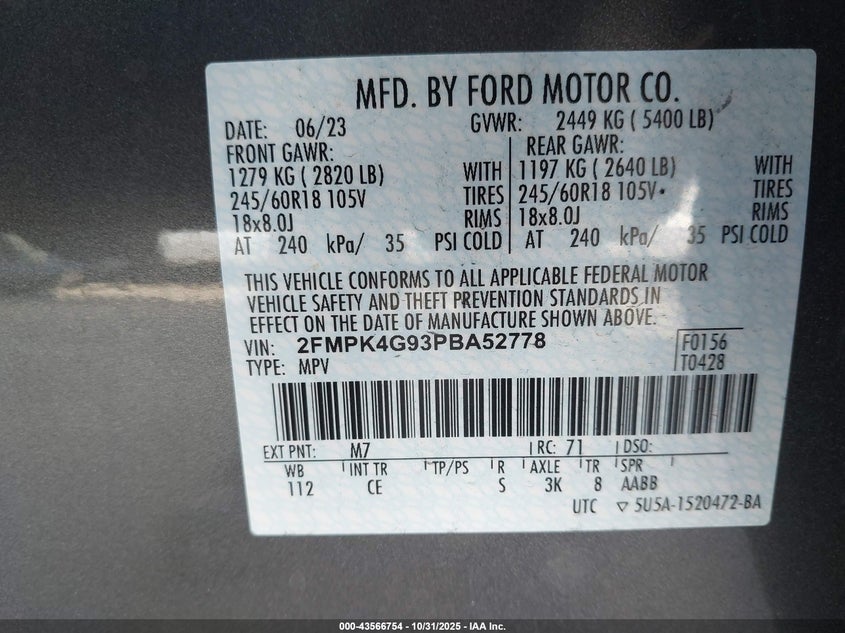 MFD. BY FORD MOTOR CO.
DATE: 06/23 GVWR: 2449 KG ( 5400 LB)
FRONT GAWR: REAR GAWR:
1279 KG ( 2820 LB) WITH 1197 KG ( 2640 LB) WITH
245/60R18 105V TIRES 245/60R18 105V TIRES
18x8.0J RIMS 18x8.0J RIMS
AT 240 kPa/ 35 PSI COLD AT 240 kPa/ 35 PSI COLD
THIS VEHICLE CONFORMS TO ALL APPLICABLE FEDERAL MOTOR
VEHICLE SAFETY AND THEFT PREVENTION STANDARDS IN
EFFECT ON THE DATE OF MANUFACTURE SHOWN ABOVE.
VIN: 2FMPK4G93PBA52778 F0156
TYPE: MPV T0428
EXT PNT: M7 RC: 71 DSO:
WB INT TR TP/PS R AXLE TR SPR
112 CE S 3K 8 AABB
UTC ▽ 5U5A-1520472-BA
000-43566754 - 10/31/2025 - IAA Inc.